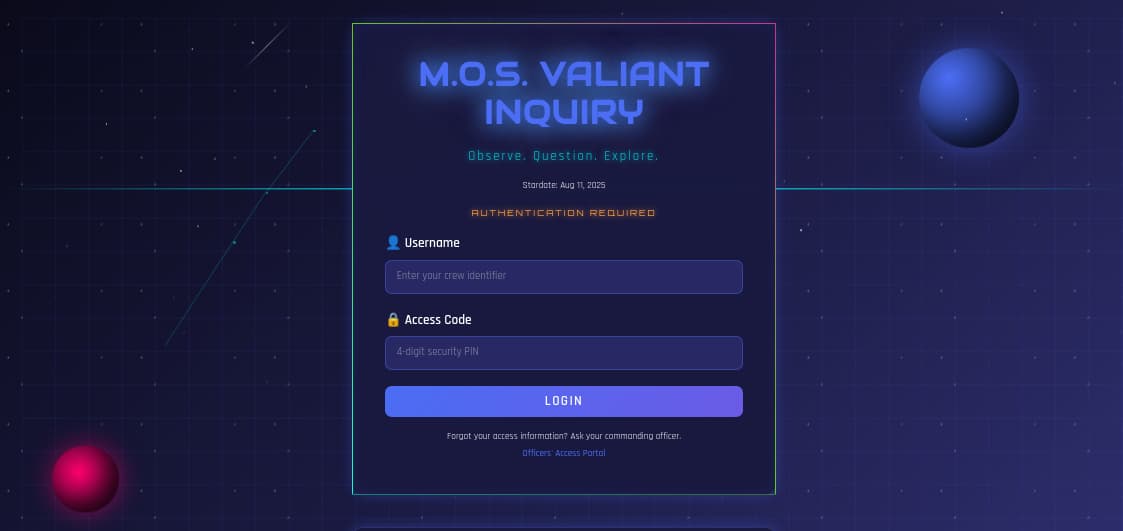 M.O.S. VALIANT
INQUIRY
Observe. Question. Explore.
Stardate: Aug 11, 2025
AUTHENTICATION REQUIRED
👤 Username
Enter your crew identifier
🔒 Access Code
4-digit security PIN
LOGIN
Forgot your access information? Ask your commanding officer.
Officers' Access Portal